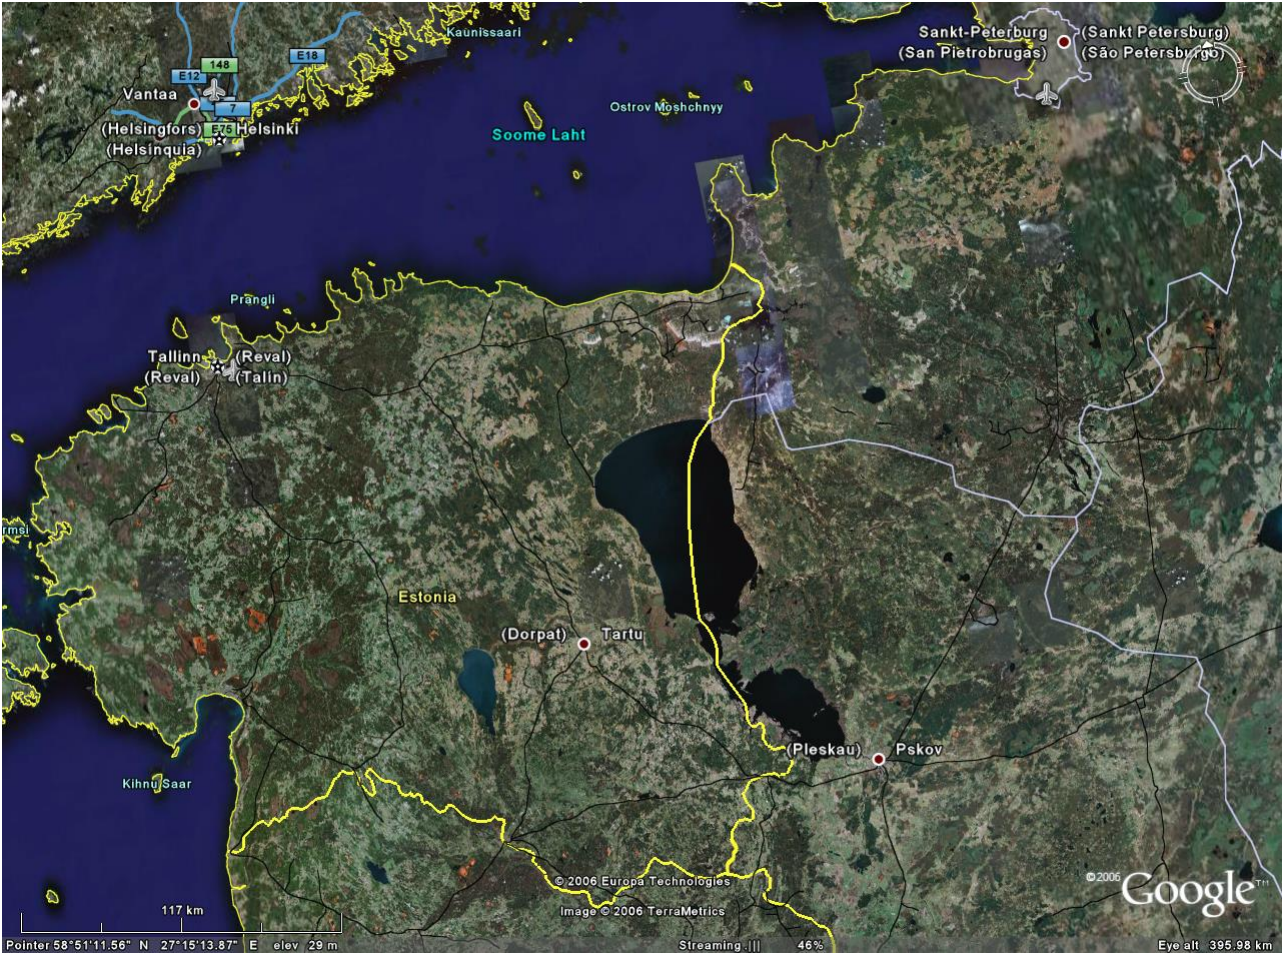 Kaunissaari
Sankt-Peterburg
(Sankt Petersburg)
(San Pietrobrugas)
(São Petersburgo)
148
E18
E12
Vantaa
7
Ostrov Moshchnyy
(Helsingfors)
E75
Helsinki
Soome Laht
(Helsinquia)
Prangli
Tallinn
(Reval)
(Reval)
(Talin)
rmsi
Estonia
(Dorpat)
Tartu
(Pleskau)
Pskov
Kihnu Saar
© 2006 Europa Technologies
©2006
Google™
117 km
Image © 2006 TerraMetrics
Pointer 58°51'11.56" N 27°15'13.87" E elev 29 m
Streaming ||| 46%
Eye alt 395.98 km